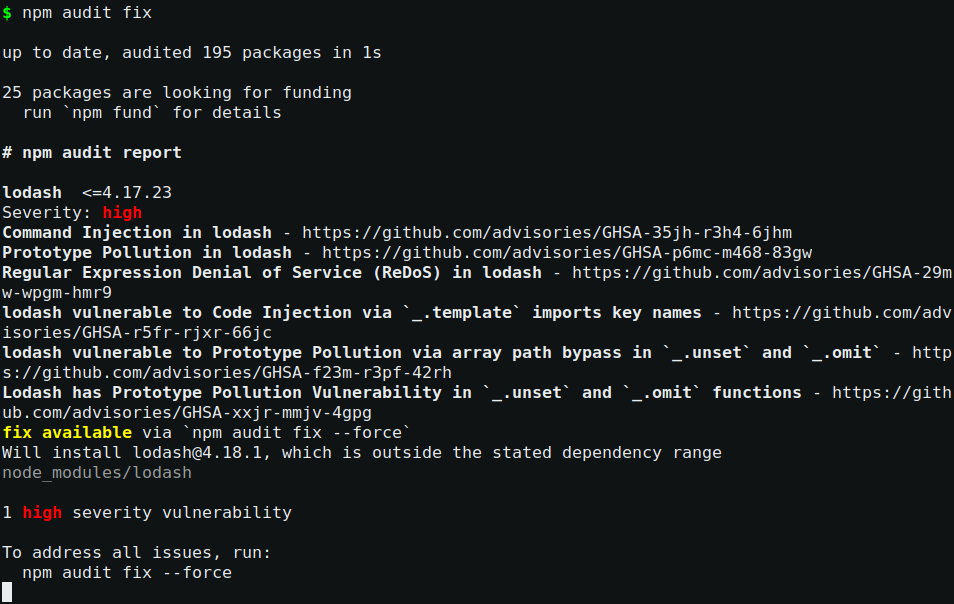 $ npm audit fix
up to date, audited 195 packages in 1s
25 packages are looking for funding
  run `npm fund` for details
# npm audit report
lodash  <=4.17.23
Severity: high
Command Injection in lodash - https://github.com/advisories/GHSA-35jh-r3h4-6jhm
Prototype Pollution in lodash - https://github.com/advisories/GHSA-p6mc-m468-83gw
Regular Expression Denial of Service (ReDoS) in lodash - https://github.com/advisories/GHSA-29m
w-wpgm-hmr9
lodash vulnerable to Code Injection via `_.template` imports key names - https://github.com/adv
isories/GHSA-r5fr-rjxr-66jc
lodash vulnerable to Prototype Pollution via array path bypass in `_.unset` and `_.omit` - http
s://github.com/advisories/GHSA-f23m-r3pf-42rh
Lodash has Prototype Pollution Vulnerability in `_.unset` and `_.omit` functions - https://gith
ub.com/advisories/GHSA-xxjr-mmjv-4gpg
fix available via `npm audit fix --force`
Will install lodash@4.18.1, which is outside the stated dependency range
node_modules/lodash
1 high severity vulnerability
To address all issues, run:
  npm audit fix --force